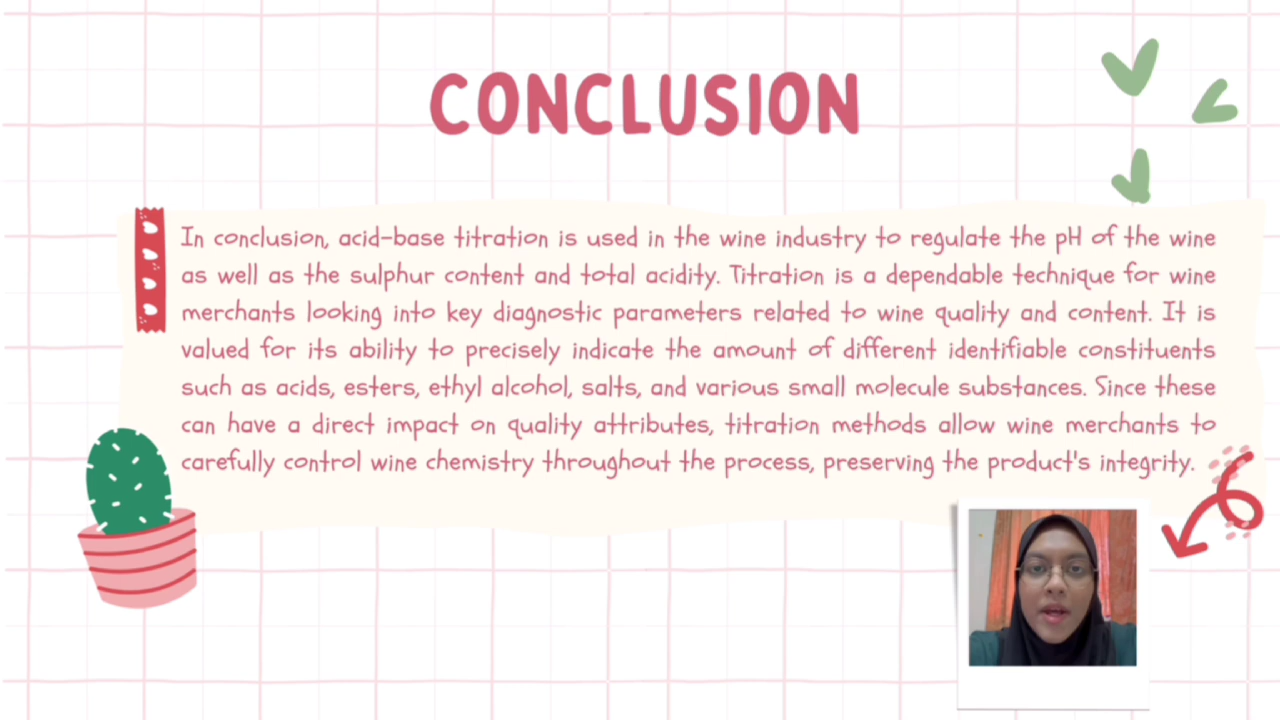 CONCLUSION
In conclusion, acid-base titration is used in the wine industry to regulate the pH of the wine
as well as the sulphur content and total acidity. Titration is a dependable technique for wine
merchants looking into key diagnostic parameters related to wine quality and content. It is
valued for its ability to precisely indicate the amount of different identifiable constituents
such as acids, esters, ethyl alcohol, salts, and various small molecule substances. Since these
can have a direct impact on quality attributes, titration methods allow wine merchants to
carefully control wine chemistry throughout the process, preserving the product's integrity.